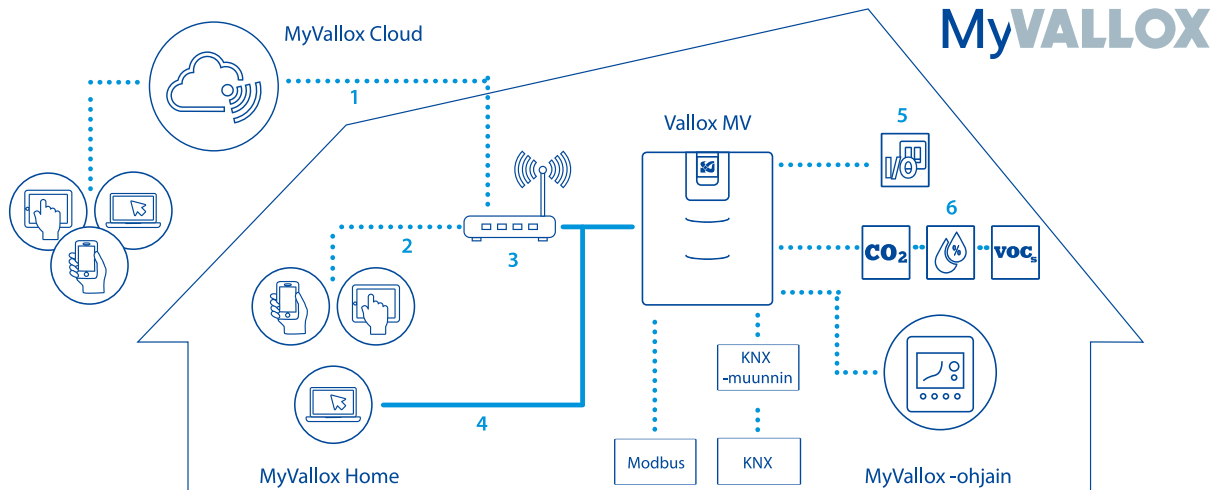 MyVALLOX
MyVallox Cloud
1
Vallox MV
5
I/O
6
2
3
CO₂
%
VOCs
KNX
-muunnin
4
Modbus
KNX
MyVallox Home
MyVallox -ohjain